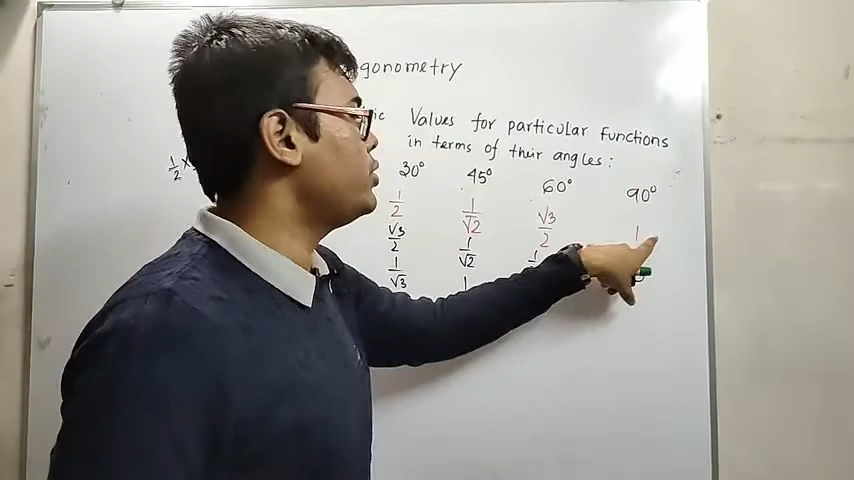 gonometry
ic Values for particular Functions
in terms of their angles:
1/2 x
30° 45° 60° 90°
1/2 1/√2 √3/2 1
√3/2 1/√2 1
1/√3 1